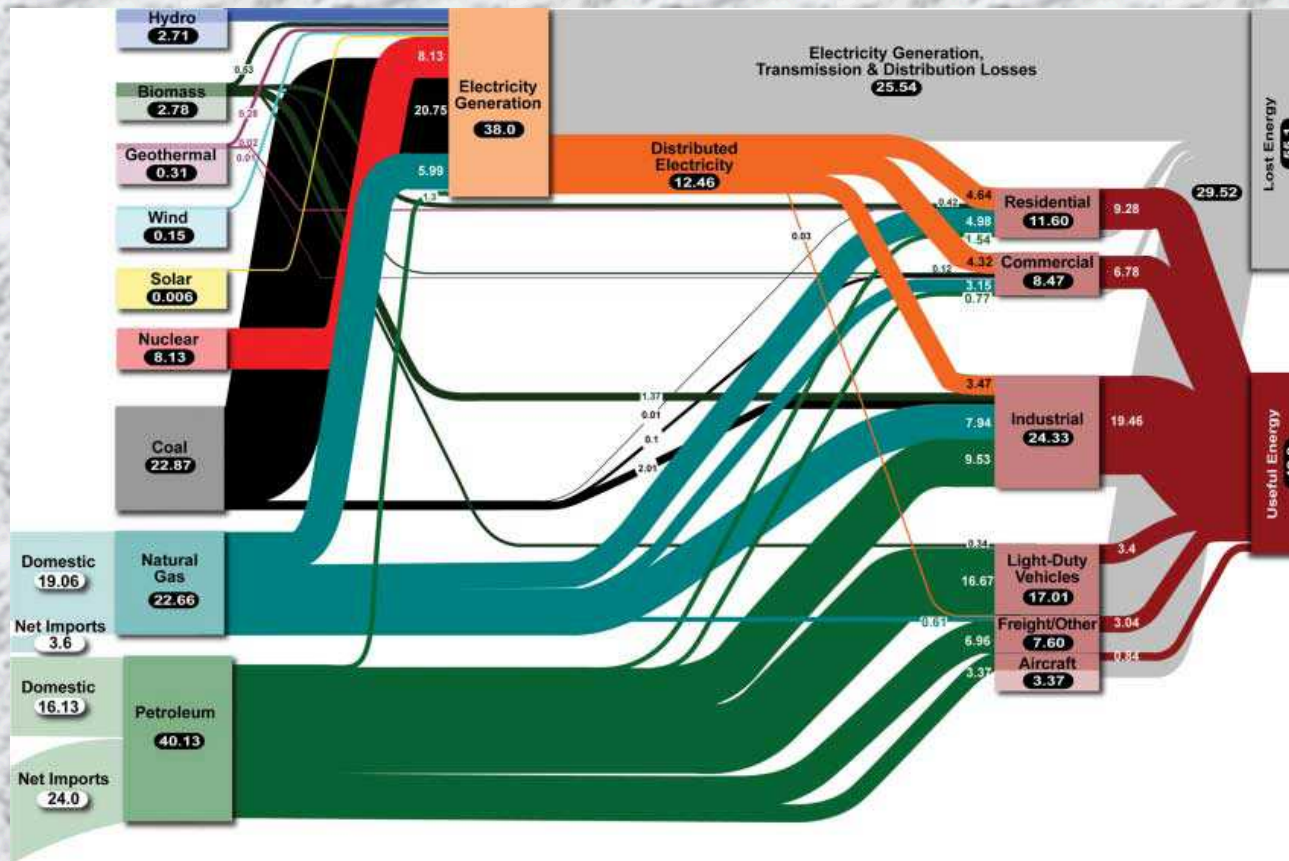 Hydro
2.71
Biomass
2.78
Geothermal
0.31
Wind
0.15
Solar
0.006
Nuclear
8.13
Coal
22.87
Domestic
19.06
Net Imports
3.6
Natural
Gas
22.66
Domestic
16.13
Net Imports
24.0
Petroleum
40.13
0.02
0.01
8.13
20.75
5.99
Electricity
Generation
38.0
Electricity Generation,
Transmission & Distribution Losses
25.54
Distributed
Electricity
12.46
0.03
0.01
0.1
2.01
1.37
0.34
0.61
0.42
4.64
4.98
1.54
Residential
11.60
9.28
0.12
4.32
3.15
0.77
Commercial
8.47
6.78
3.47
7.94
9.53
Industrial
24.33
19.46
16.67
Light-Duty
Vehicles
17.01
3.4
6.96
Freight/Other
7.60
3.04
3.37
Aircraft
3.37
0.84
29.52
Lost Energy
Useful Energy